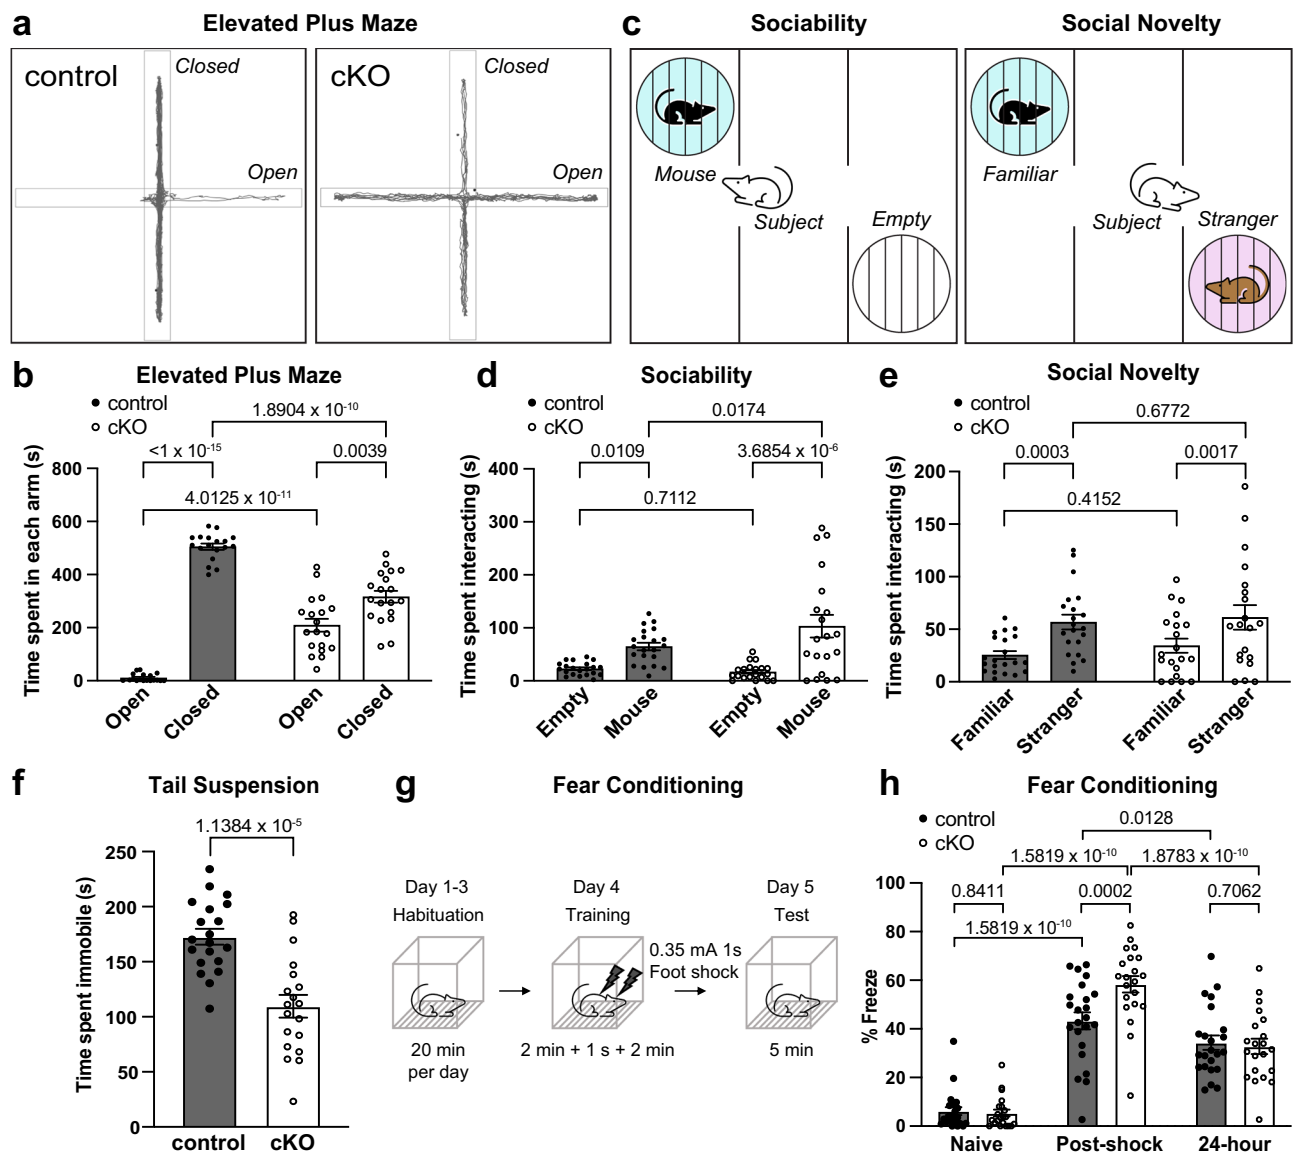 a
Elevated Plus Maze
control
Closed
Open
cKO
Closed
Open
c
Sociability
Social Novelty
Mouse
Subject
Empty
Familiar
Subject
Stranger
b
Elevated Plus Maze
control
cKO
1.8904 x 10-10
<1 x 10-15
0.0039
4.0125 x 10-11
Time spent in each arm (s)
800
600
400
200
0
Open
Closed
Open
Closed
d
Sociability
control
cKO
0.0174
0.0109
3.6854 x 10-6
0.7112
Time spent interacting (s)
400
300
200
100
0
Empty
Mouse
Empty
Mouse
e
Social Novelty
control
cKO
0.6772
0.0003
0.0017
0.4152
Time spent interacting (s)
200
150
100
50
0
Familiar
Stranger
Familiar
Stranger
f
Tail Suspension
1.1384 x 10-5
Time spent immobile (s)
250
200
150
100
50
0
control
cKO
g
Fear Conditioning
Day 1-3
Habituation
20 min
per day
Day 4
Training
2 min + 1 s + 2 min
0.35 mA 1s
Foot shock
Day 5
Test
5 min
h
Fear Conditioning
control
cKO
0.0128
1.5819 x 10-10
1.8783 x 10-10
0.8411
0.0002
0.7062
1.5819 x 10-10
% Freeze
100
80
60
40
20
0
Naive
Post-shock
24-hour